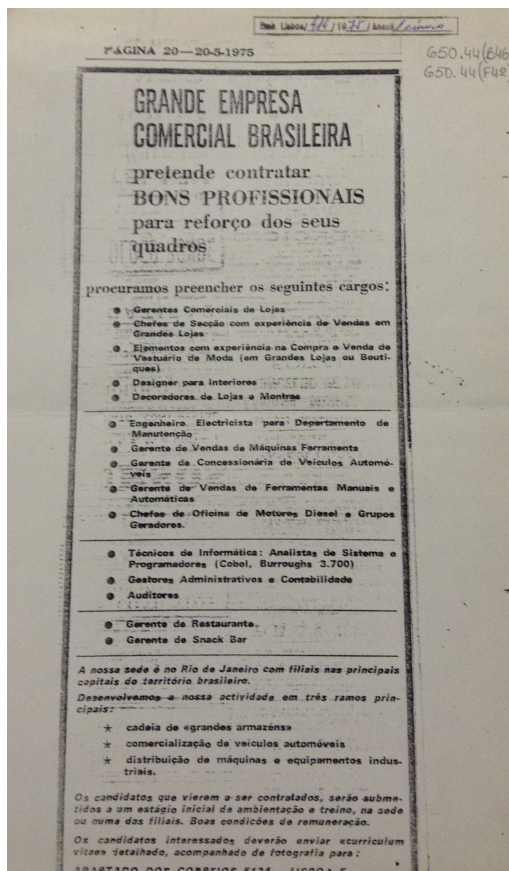 Emb. Lisboa/ 1975
PÁGINA 20—20-5-1975
650.44(B46)
650.44(F42)
GRANDE EMPRESA
COMERCIAL BRASILEIRA
pretende contratar
BONS PROFISSIONAIS
para reforço dos seus
quadros
procuramos preencher os seguintes cargos:
Gerentes Comerciais de Lojas
Chefes de Secção com experiência de Vendas em
Grandes Lojas
Elementos com experiência na Compra e Venda de
Vestuário de Moda (em Grandes Lojas ou Bouti-
ques)
Designer para Interiores
Decoradores de Lojas e Montras
Engenheiro Electricista para Departamento de
Manutenção
Gerente de Vendas de Máquinas Ferramenta
Gerente de Concessionária de Veículos Automó-
veis
Gerente de Vendas de Ferramentas Manuais e
Automáticas
Chefes de Oficina de Motores Diesel e Grupos
Geradores.
Técnicos de Informática: Analistas de Sistema e
Programadores (Cobol, Burroughs 3.700)
Gestores Administrativos e Contabilidade
Auditores
Gerente de Restaurante.
Gerente de Snack Bar
A nossa sede é no Rio de Janeiro com filiais nas principais
capitais do território brasileiro.
Desenvolvemos a nossa actividade em três ramos prin-
cipais:
★ cadeia de «grandes armazéns»
★ comercialização de veículos automóveis
★ distribuição de máquinas e equipamentos indus-
triais.
Os candidatos que vierem a ser contratados, serão subme-
tidos a um estágio inicial de ambientação e treino, na sede
ou numa das filiais. Boas condições de remuneração.
Os candidatos interessados deverão enviar «curriculum
vitae» detalhado, acompanhado de fotografia para:
APARTADO DOS CORREIOS